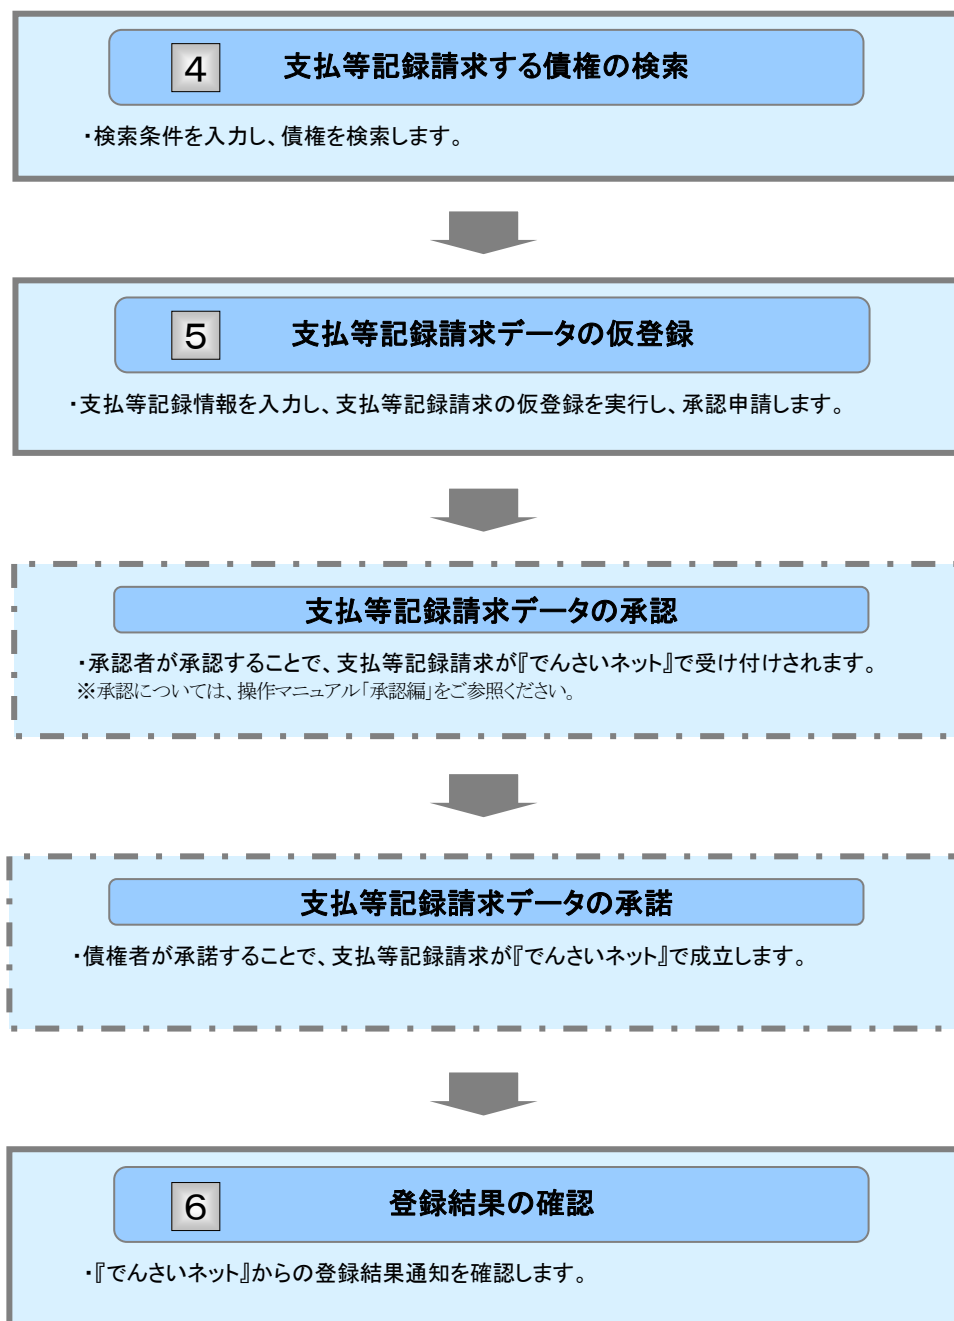 4 支払等記録請求する債権の検索
・検索条件を入力し、債権を検索します。
5 支払等記録請求データの仮登録
・支払等記録情報を入力し、支払等記録請求の仮登録を実行し、承認申請します。
支払等記録請求データの承認
・承認者が承認することで、支払等記録請求が『でんさいネット』で受け付けされます。
※承認については、操作マニュアル「承認編」をご参照ください。
支払等記録請求データの承諾
・債権者が承諾することで、支払等記録請求が『でんさいネット』で成立します。
6 登録結果の確認
・『でんさいネット』からの登録結果通知を確認します。